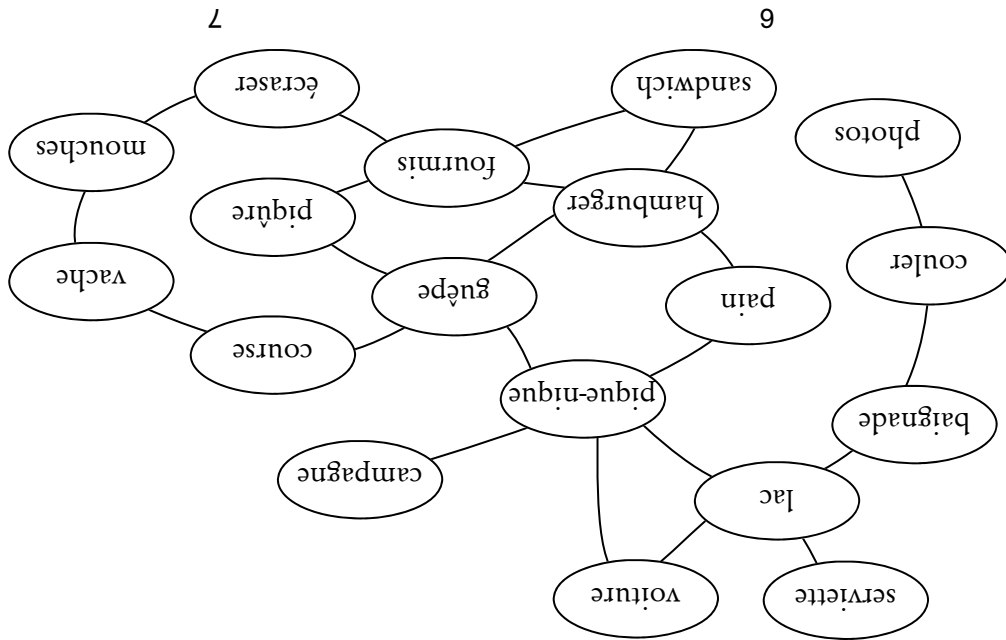 serviette
voiture
lac
campagne
baignade
pique-nique
course
pain
guêpe
vache
couler
piqûre
hamburger
fourmis
mouches
photos
sandwich
écraser
6
7